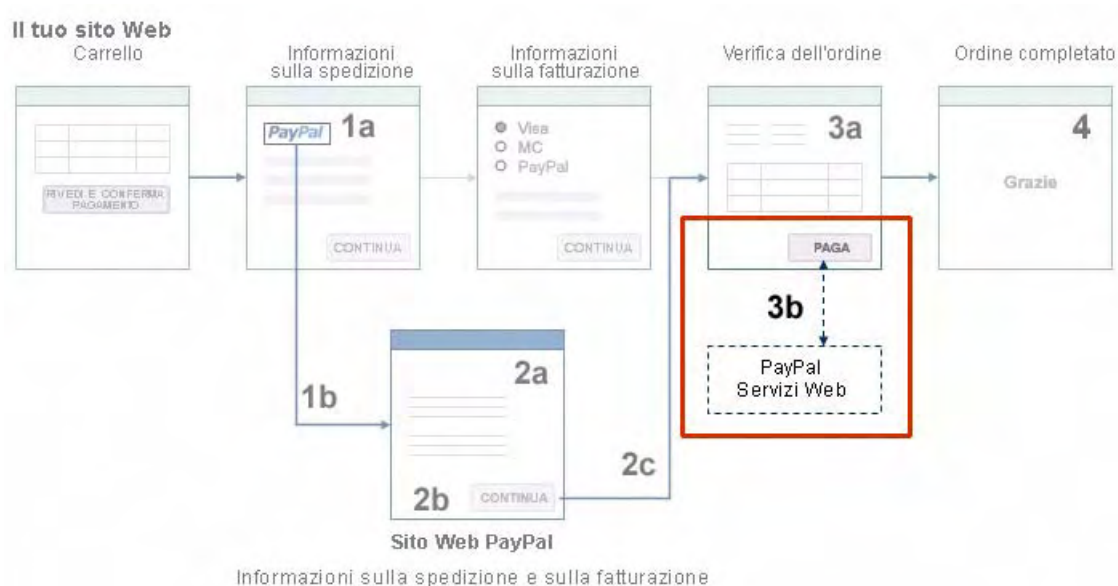 Il tuo sito Web
Carrello
Informazioni
sulla spedizione
Informazioni
sulla fatturazione
Verifica dell'ordine
Ordine completato
RIVEDI E CONFERMA
PAGAMENTO
PayPal
1a
CONTINUA
Visa
MC
PayPal
CONTINUA
3a
PAGA
4
Grazie
3b
PayPal
Servizi Web
1b
2a
2b
CONTINUA
2c
Sito Web PayPal
Informazioni sulla spedizione e sulla fatturazione